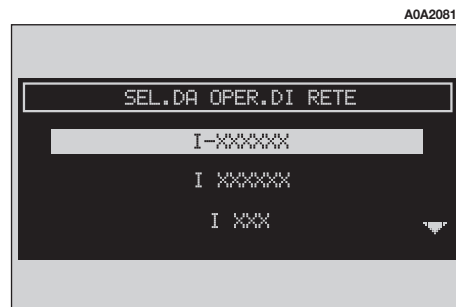 A0A2081
SEL.DA OPER.DI RETE
I-XXXXXX
I XXXXXX
I XXX